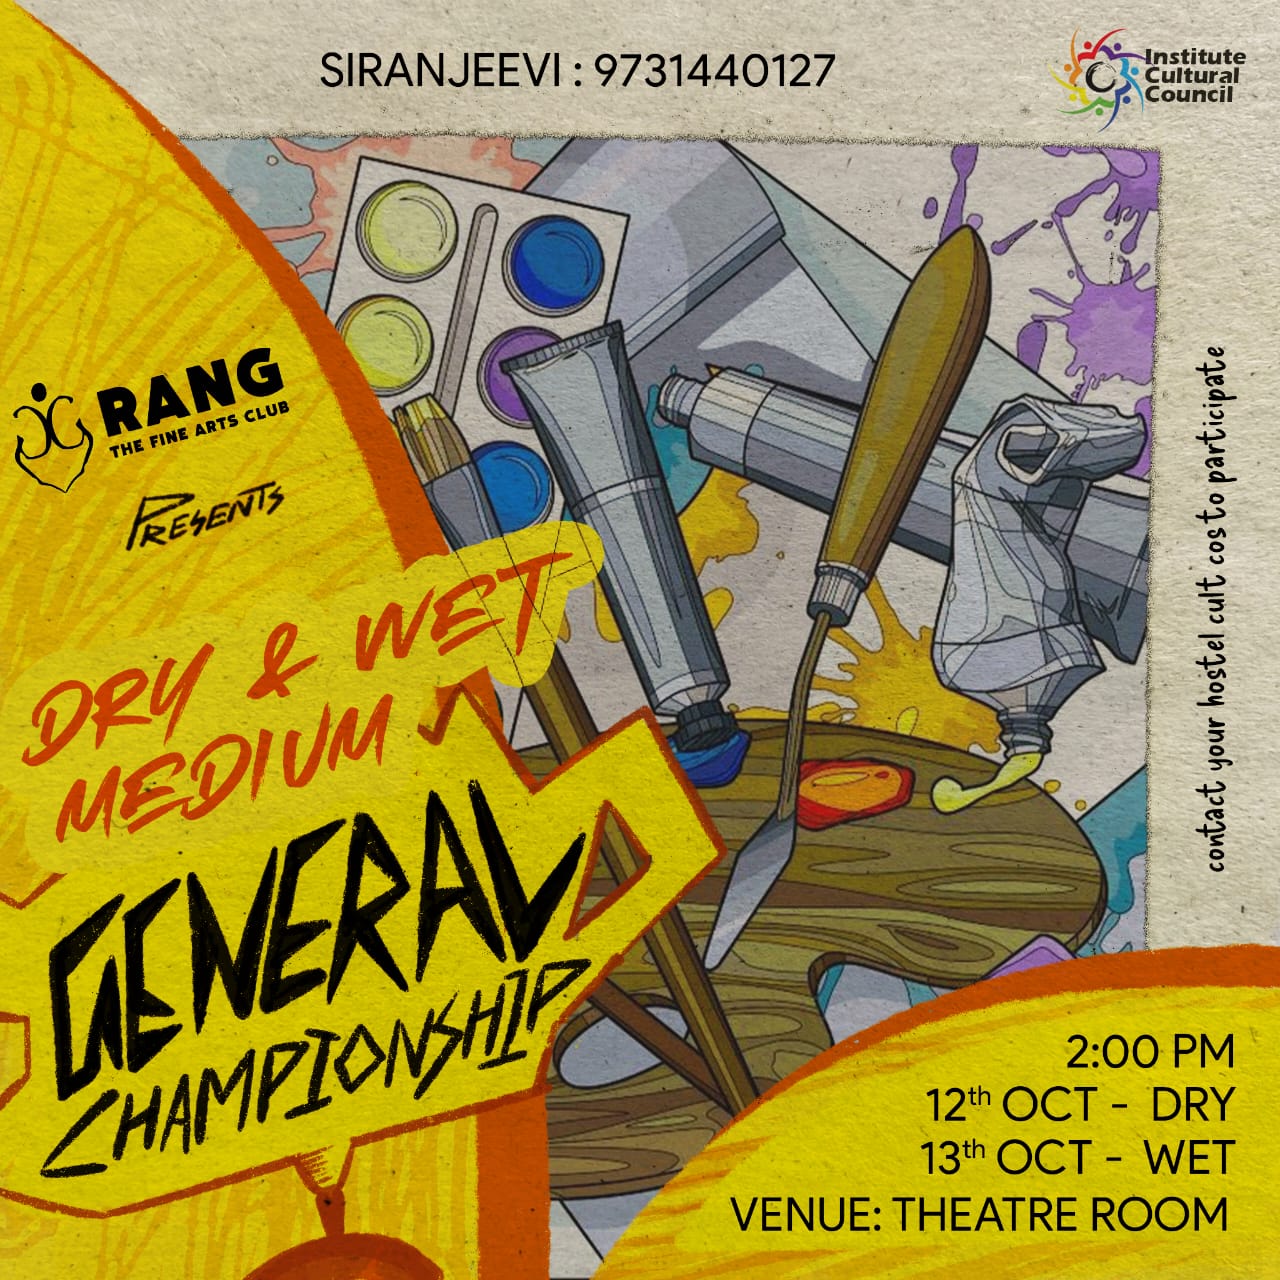 SIRANJEEVI : 9731440127
Institute
Cultural
Council
RANG
THE FINE ARTS CLUB
PRESENTS
DRY & WET
MEDIUM
GENERAL
CHAMPIONSHIP
contact your hostel cult cos to participate
2:00 PM
12th OCT - DRY
13th OCT - WET
VENUE: THEATRE ROOM